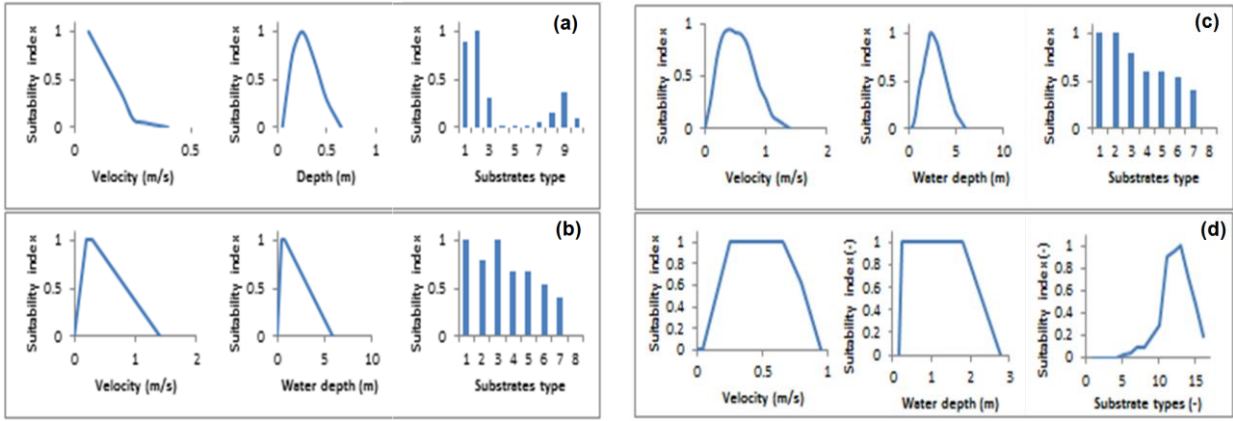 (a)
Suitability index
1
0.5
0
0 0.5
Velocity (m/s)
Suitability index
1
0.5
0
0 0.5 1
Depth (m)
Suitability index
1
0.5
0
1 3 5 7 9
Substrates type
(b)
Suitability index
1
0.5
0
0 1 2
Velocity (m/s)
Suitability index
1
0.5
0
0 5 10
Water depth (m)
Suitability index
1
0.5
0
1 2 3 4 5 6 7 8
Substrates type
(c)
Suitability index
1
0.5
0
0 1 2
Velocity (m/s)
Suitability index
1
0.5
0
0 5 10
Water depth (m)
Suitability index
1
0.5
0
1 2 3 4 5 6 7 8
Substrates type
(d)
Suitability index
1
0.8
0.6
0.4
0.2
0
0 0.5 1
Velocity (m/s)
Suitability index (-)
1
0.8
0.6
0.4
0.2
0
0 1 2 3
Water depth (m)
Suitability index (-)
1
0.8
0.6
0.4
0.2
0
0 5 10 15
Substrate types (-)